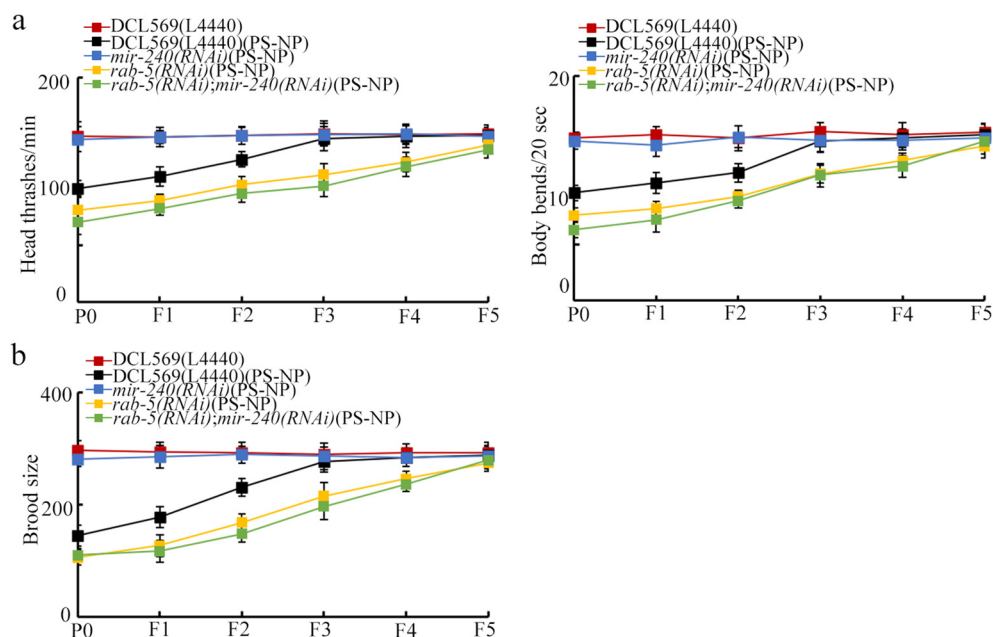 a
DCL569(L4440)
DCL569(L4440)(PS-NP)
mir-240(RNAi)(PS-NP)
rab-5(RNAi)(PS-NP)
rab-5(RNAi);mir-240(RNAi)(PS-NP)
Head thrashes/min
200
100
0
P0 F1 F2 F3 F4 F5
DCL569(L4440)
DCL569(L4440)(PS-NP)
mir-240(RNAi)(PS-NP)
rab-5(RNAi)(PS-NP)
rab-5(RNAi);mir-240(RNAi)(PS-NP)
Body bends/20 sec
20
10
0
P0 F1 F2 F3 F4 F5
b
DCL569(L4440)
DCL569(L4440)(PS-NP)
mir-240(RNAi)(PS-NP)
rab-5(RNAi)(PS-NP)
rab-5(RNAi);mir-240(RNAi)(PS-NP)
Brood size
400
200
0
P0 F1 F2 F3 F4 F5